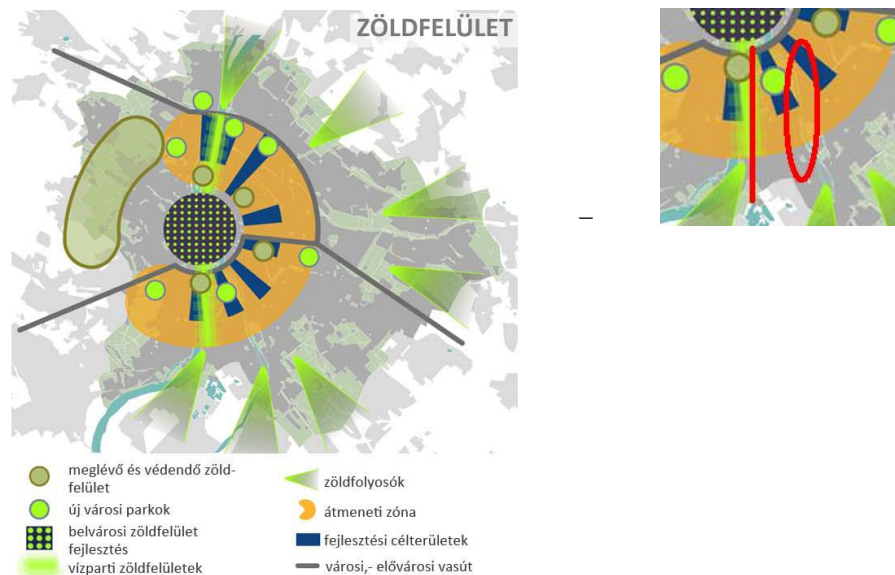 ZÖLDFELÜLET
meglévő és védendő zöld-
felület
új városi parkok
belvárosi zöldfelület
fejlesztés
vízparti zöldfelületek
zöldfolyosók
átmeneti zóna
fejlesztési célterületek
városi,- elővárosi vasút